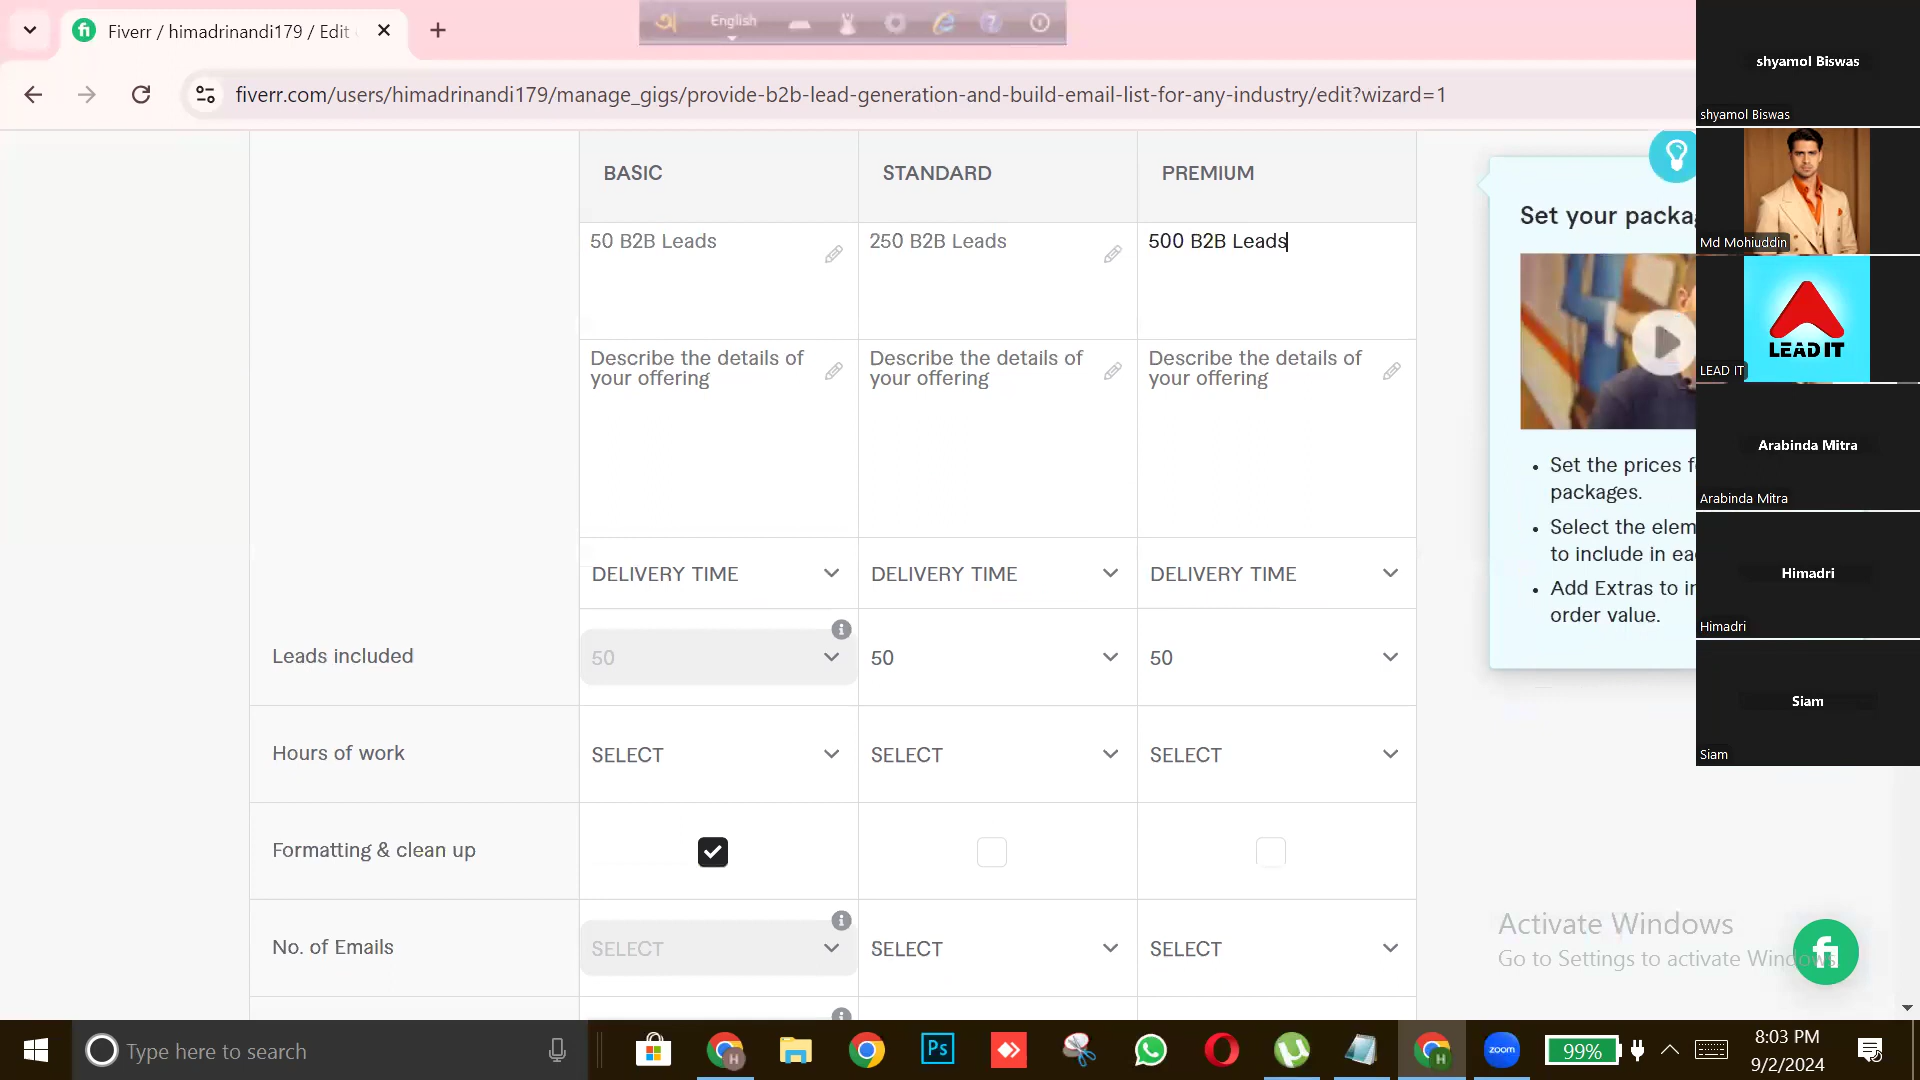 Fiverr / himadrinandi179 / Edit
English
fiverr.com/users/himadrinandi179/manage_gigs/provide-b2b-lead-generation-and-build-email-list-for-any-industry/edit?wizard=1
BASIC
STANDARD
PREMIUM
50 B2B Leads
250 B2B Leads
500 B2B Leads
Describe the details of
your offering
Describe the details of
your offering
Describe the details of
your offering
DELIVERY TIME
DELIVERY TIME
DELIVERY TIME
Leads included
50
50
50
Hours of work
SELECT
SELECT
SELECT
Formatting & clean up
No. of Emails
SELECT
SELECT
SELECT
Set your packa
Set the prices f
packages.
Select the elem
to include in ea
Add Extras to in
order value.
shyamol Biswas
shyamol Biswas
Md Mohiuddin
LEAD IT
LEAD IT
Arabinda Mitra
Arabinda Mitra
Himadri
Himadri
Siam
Siam
Activate Windows
Go to Settings to activate Windows
fi
Type here to search
H
Ps
H
zoom
99%
8:03 PM
9/2/2024